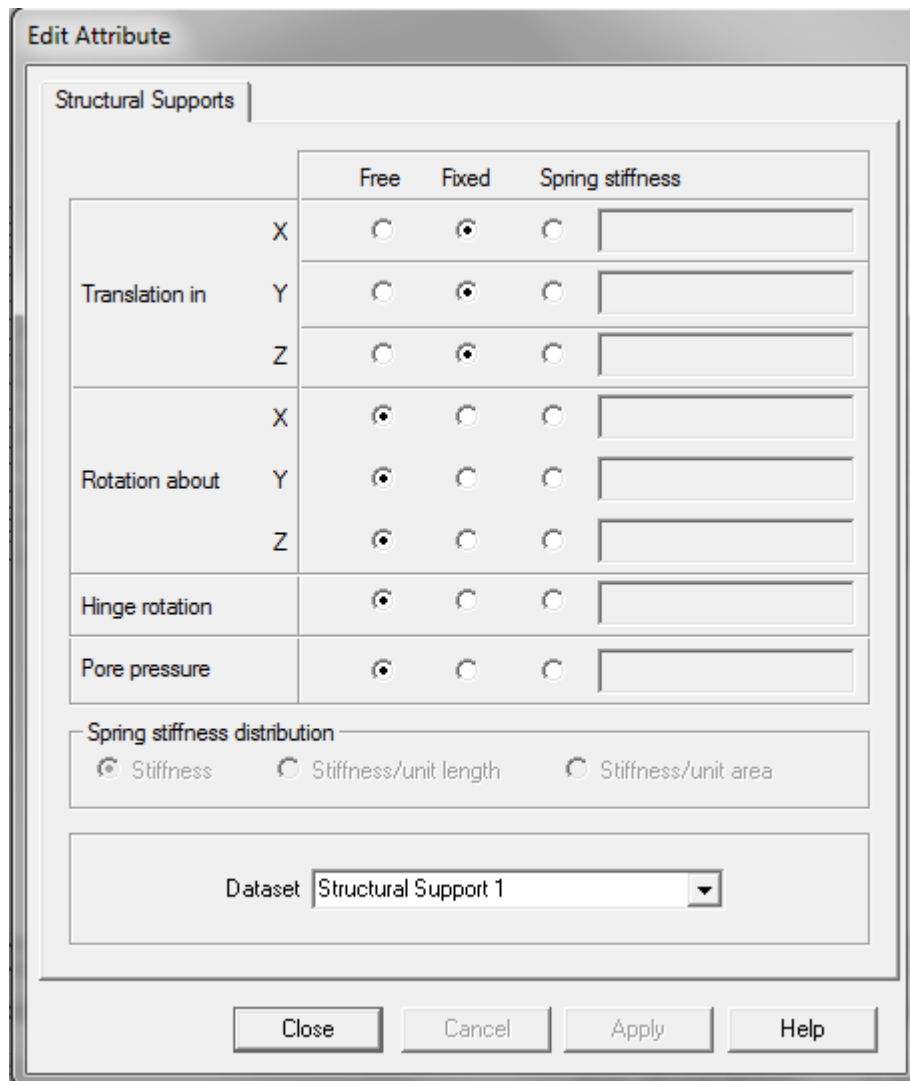 Edit Attribute
Structural Supports
Free Fixed Spring stiffness
X
Translation in Y
Z
X
Rotation about Y
Z
Hinge rotation
Pore pressure
Spring stiffness distribution
Stiffness Stiffness/unit length Stiffness/unit area
Dataset Structural Support 1
Close Cancel Apply Help